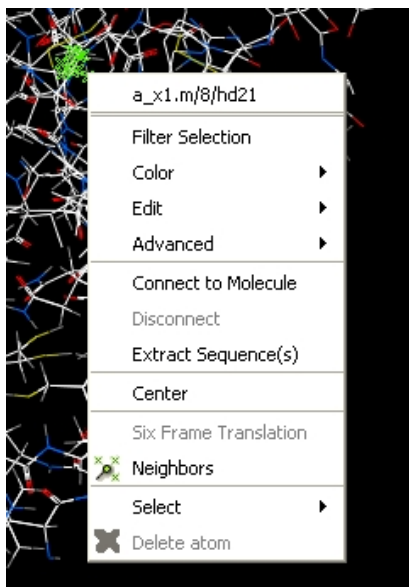 a_x1.m/8/hd21
Filter Selection
Color
Edit
Advanced
Connect to Molecule
Disconnect
Extract Sequence(s)
Center
Six Frame Translation
Neighbors
Select
Delete atom